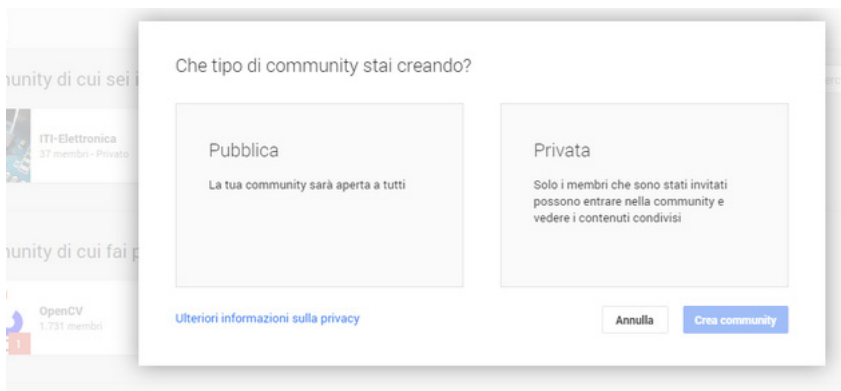 Che tipo di community stai creando?
unity di cui sei i
erc
ITI-Elettronica
37 membri - Privato
Pubblica
La tua community sarà aperta a tutti
Privata
Solo i membri che sono stati invitati
possono entrare nella community e
vedere i contenuti condivisi
unity di cui fai p
OpenCV
1.731 membri
1
Ulteriori informazioni sulla privacy
Annulla
Crea community